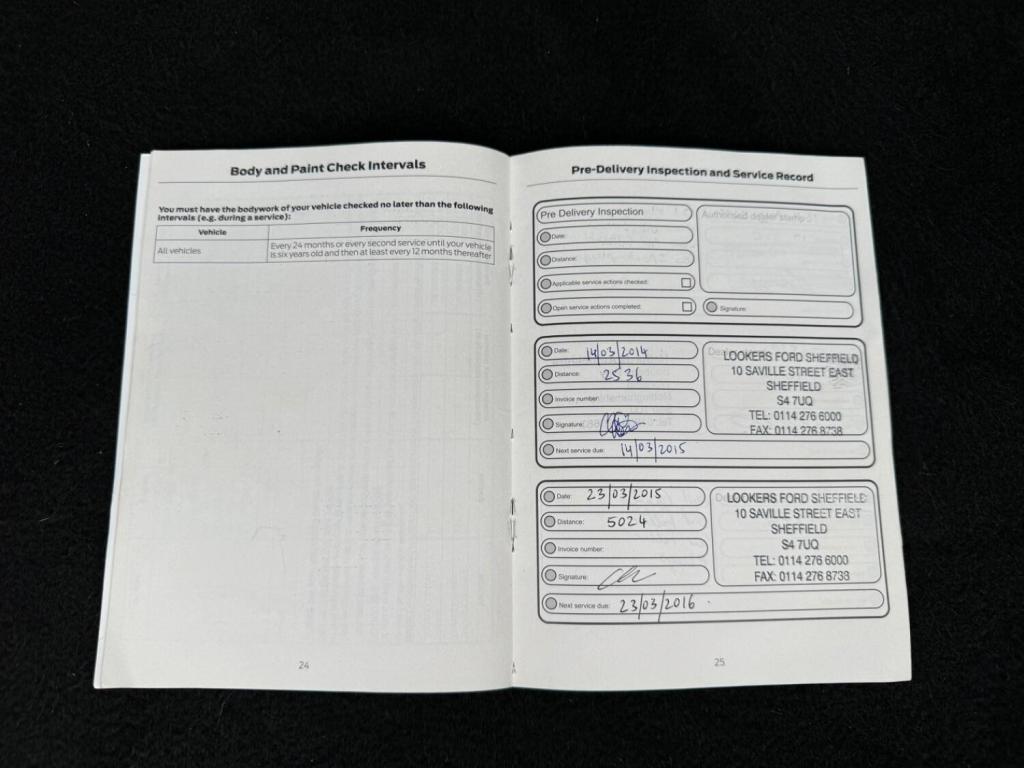 Body and Paint Check Intervals
You must have the bodywork of your vehicle checked no later than the following
intervals (e.g. during a service):
Vehicle Frequency
All vehicles Every 24 months or every second service until your vehicle
is six years old and then at least every 12 months thereafter
24
Pre-Delivery Inspection and Service Record
Pre Delivery Inspection
Authorised dealer stamp
Date:
Distance:
Applicable service actions checked:
Open service actions completed:
Signature:
Date: 14/03/2014
Distance: 2536
Invoice number:
Signature:
Next service due: 14/03/2015
LOOKERS FORD SHEFFIELD
10 SAVILLE STREET EAST
SHEFFIELD
S4 7UQ
TEL: 0114 276 6000
FAX: 0114 276 8738
Date: 23/03/2015
Distance: 5024
Invoice number:
Signature:
Next service due: 23/03/2016
LOOKERS FORD SHEFFIELD
10 SAVILLE STREET EAST
SHEFFIELD
S4 7UQ
TEL: 0114 276 6000
FAX: 0114 276 8738
25